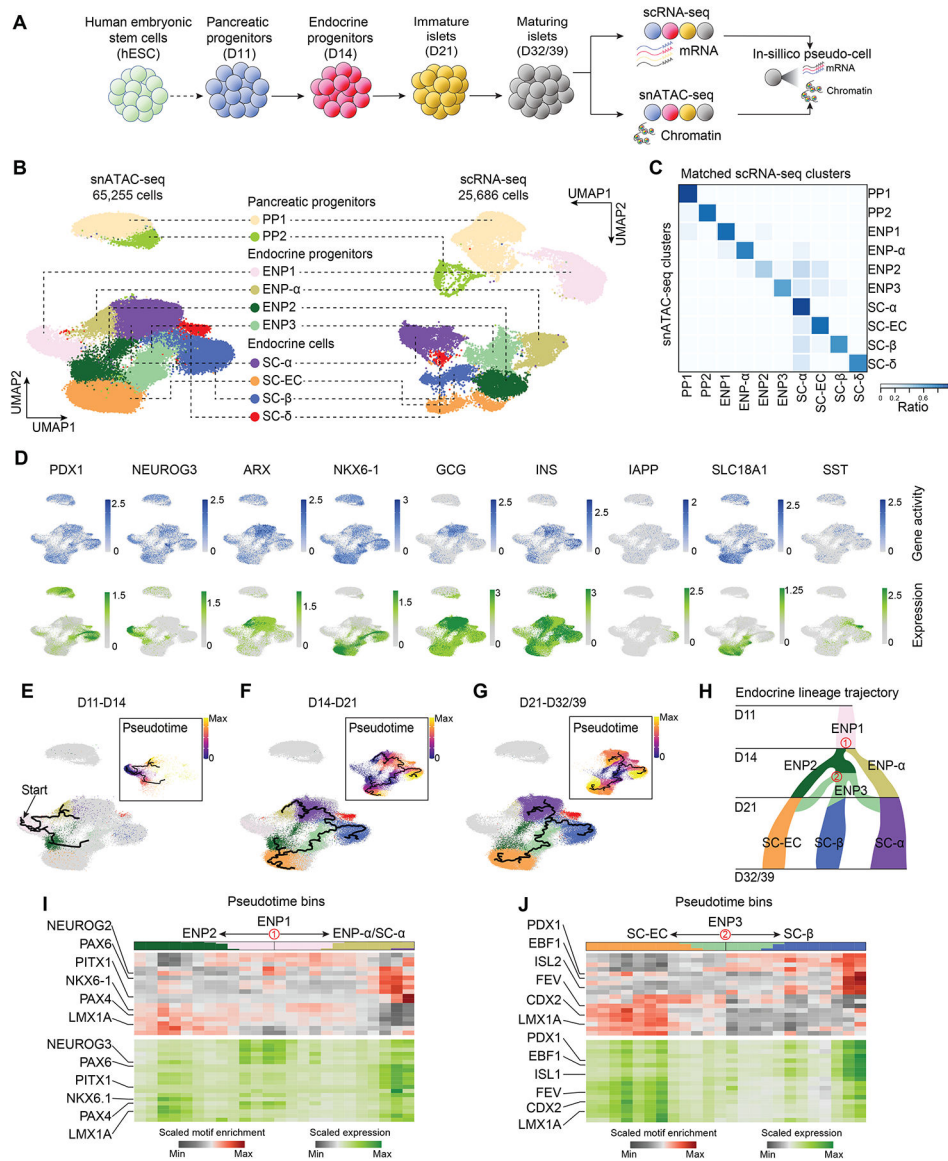 A
Human embryonic
stem cells
(hESC)
Pancreatic
progenitors
(D11)
Endocrine
progenitors
(D14)
Immature
islets
(D21)
Maturing
islets
(D32/39)
scRNA-seq
mRNA
snATAC-seq
Chromatin
In-sillico pseudo-cell
mRNA
Chromatin
B
snATAC-seq
65,255 cells
scRNA-seq
25,686 cells
UMAP1
UMAP2
Pancreatic progenitors
PP1
PP2
Endocrine progenitors
ENP1
ENP-α
ENP2
ENP3
Endocrine cells
SC-α
SC-EC
SC-β
SC-δ
UMAP2
UMAP1
C
Matched scRNA-seq clusters
snATAC-seq clusters
PP1
PP2
ENP1
ENP-α
ENP2
ENP3
SC-α
SC-EC
SC-β
SC-δ
PP1
PP2
ENP1
ENP-α
ENP2
ENP3
SC-α
SC-EC
SC-β
SC-δ
0 0.2 0.6
Ratio
D
PDX1 NEUROG3 ARX NKX6-1 GCG INS IAPP SLC18A1 SST
2.5 2.5 2.5 3 2.5 2.5 2 2.5
0 0 0 0 0 0 0 0
Gene activity
1.5 1.5 1.5 1.5 3 3 2.5 1.25 2.5
0 0 0 0 0 0 0 0 0
Expression
E
D11-D14
Pseudotime
Max
0
Start
F
D14-D21
Pseudotime
Max
0
G
D21-D32/39
Pseudotime
Max
0
H
Endocrine lineage trajectory
D11
ENP1
1
D14
ENP2
ENP-α
2
ENP3
D21
SC-EC
SC-β
SC-α
D32/39
I
Pseudotime bins
ENP1
ENP2
1
ENP-α/SC-α
NEUROG2
PAX6
PITX1
NKX6-1
PAX4
LMX1A
NEUROG3
PAX6
PITX1
NKX6.1
PAX4
LMX1A
Scaled motif enrichment
Min Max
Scaled expression
Min Max
J
Pseudotime bins
ENP3
SC-EC
2
SC-β
PDX1
EBF1
ISL2
FEV
CDX2
LMX1A
PDX1
EBF1
ISL1
FEV
CDX2
LMX1A
Scaled motif enrichment
Min Max
Scaled expression
Min Max